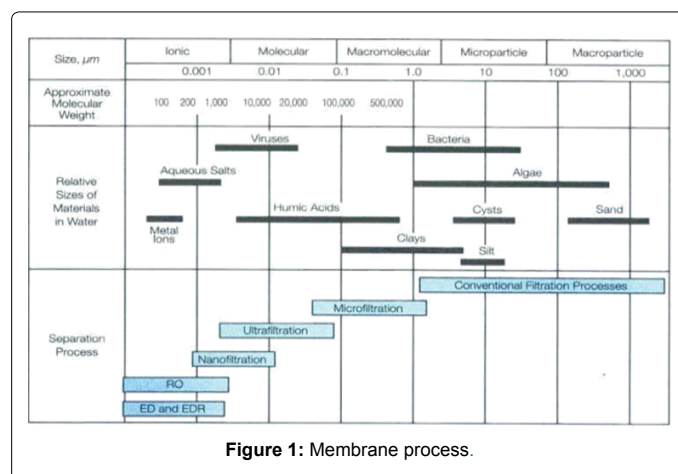 Size, μm
Ionic Molecular Macromolecular Microparticle Macroparticle
0.001 0.01 0.1 1.0 10 100 1,000
Approximate
Molecular
Weight
100 200 1,000 10,000 20,000 100,000 500,000
Relative
Sizes of
Materials
in Water
Viruses Bacteria
Aqueous Salts Algae
Humic Acids Cysts Sand
Metal
Ions
Clays
Silt
Separation
Process
Conventional Filtration Processes
Microfiltration
Ultrafiltration
Nanofiltration
RO
ED and EDR
Figure 1: Membrane process.